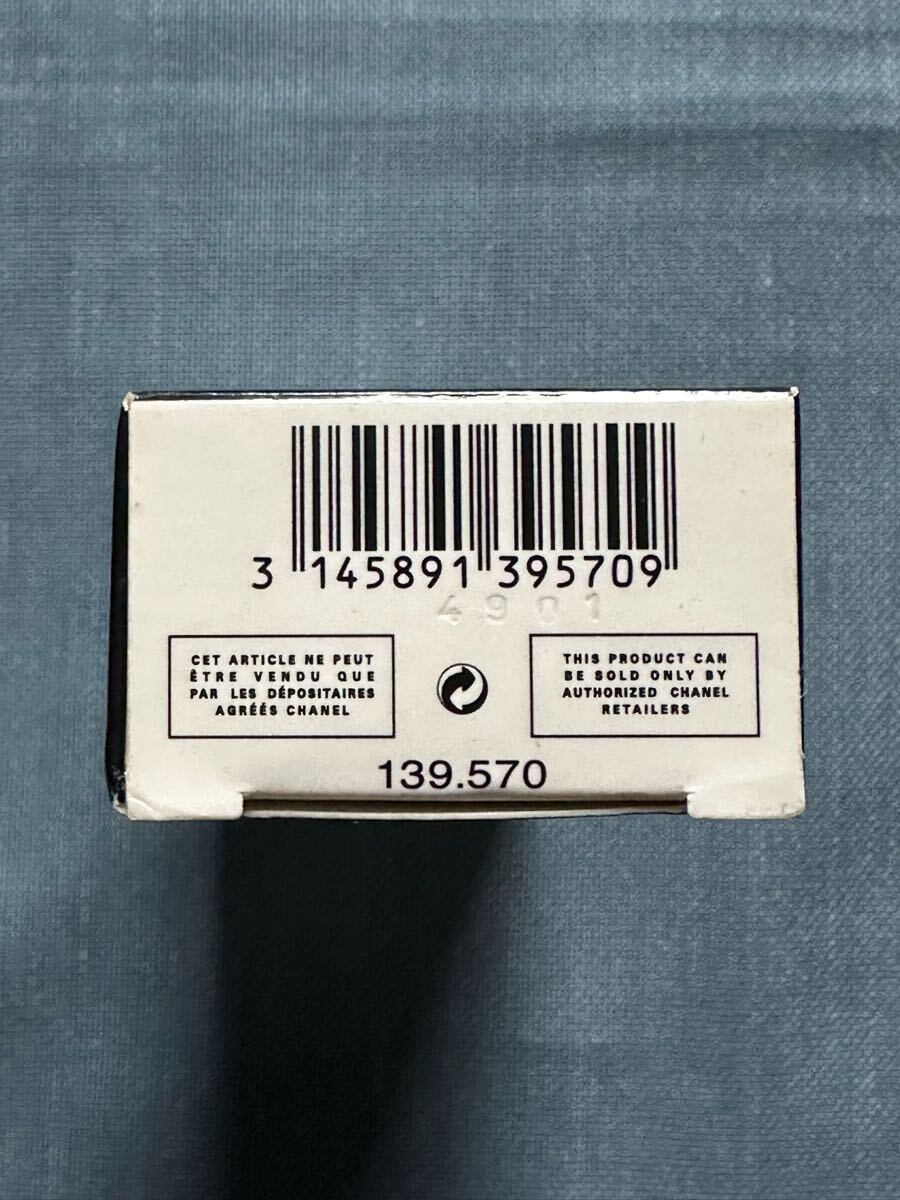 3 145891 395709
4901
CET ARTICLE NE PEUT
ÊTRE VENDU QUE
PAR LES DÉPOSITAIRES
AGRÉÉS CHANEL
THIS PRODUCT CAN
BE SOLD ONLY BY
AUTHORIZED CHANEL
RETAILERS
139.570